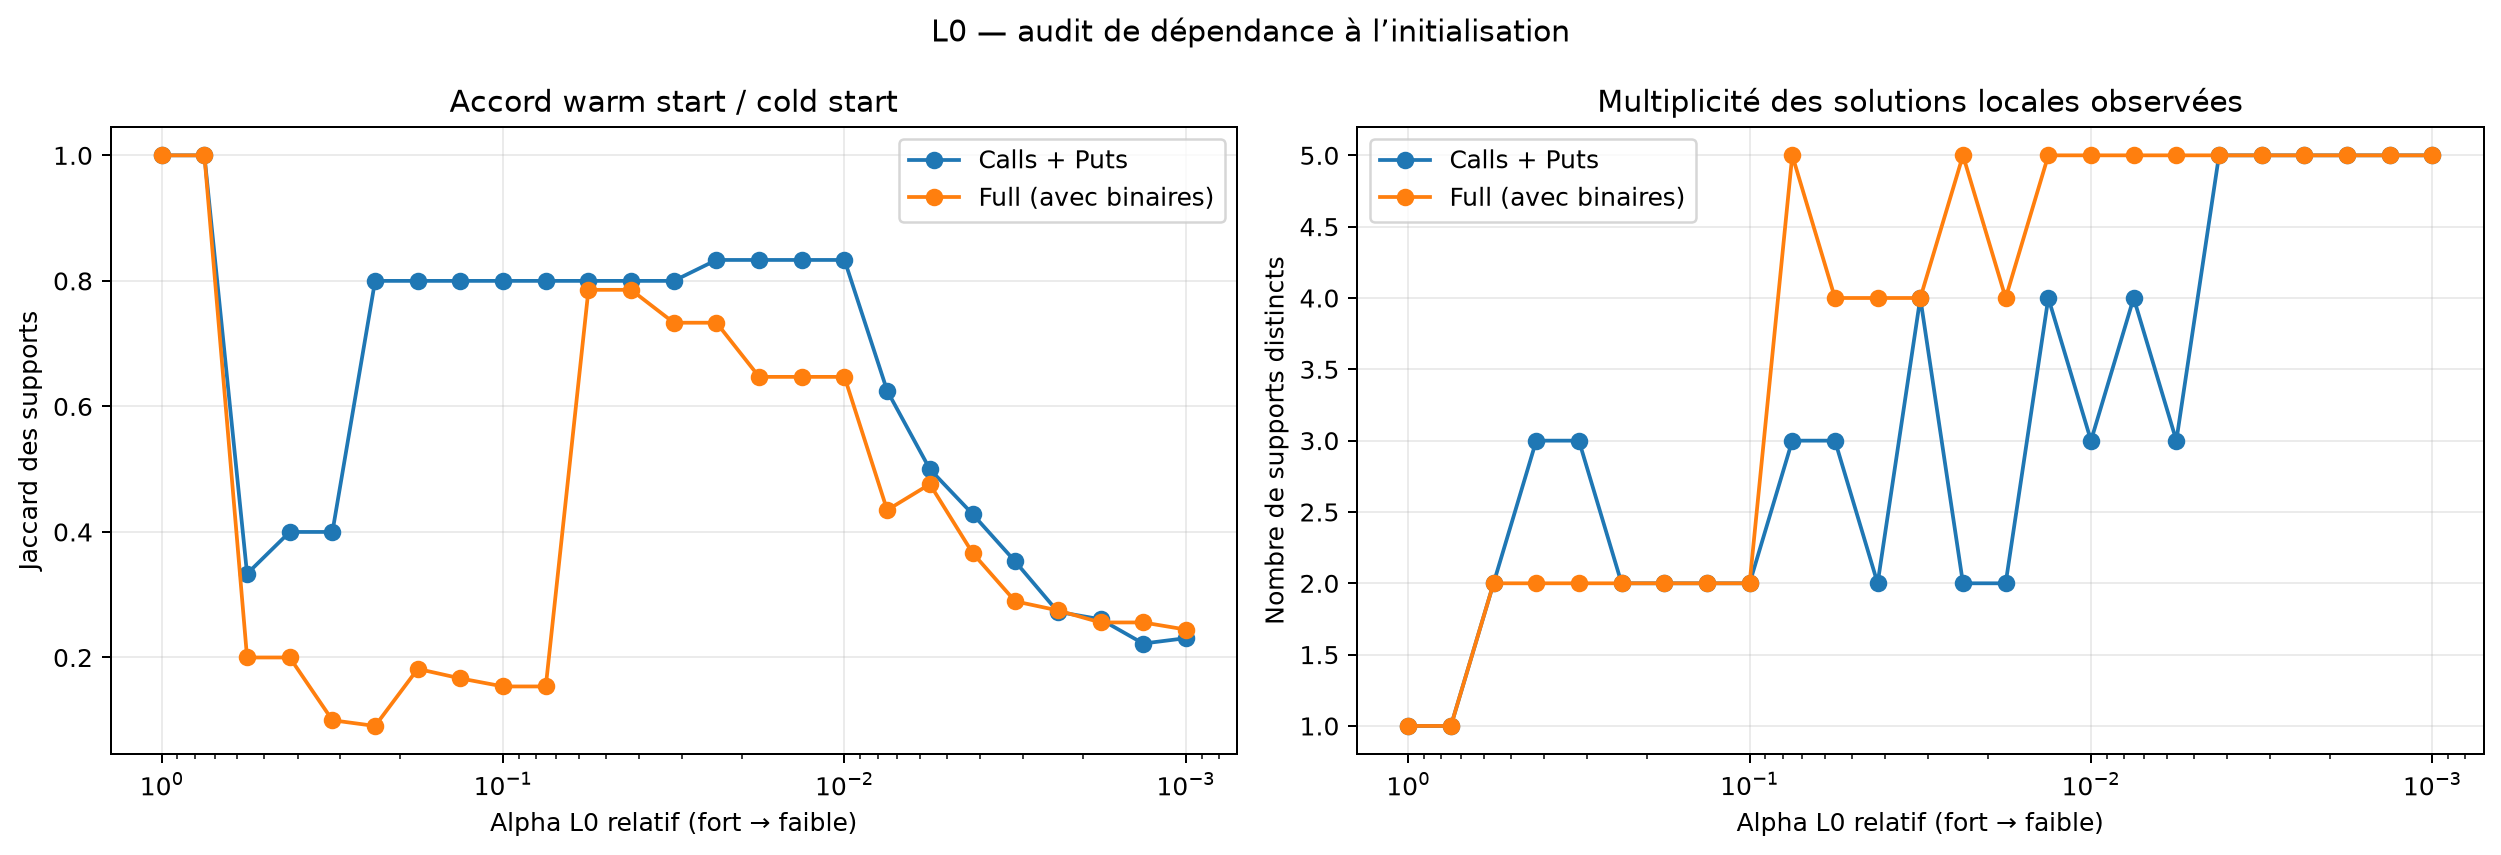 L0 — audit de dépendance à l’initialisation
Accord warm start / cold start
Jaccard des supports
1.0
0.8
0.6
0.4
0.2
Calls + Puts
Full (avec binaires)
10⁰
10⁻¹
10⁻²
10⁻³
Alpha L0 relatif (fort → faible)
Multiplicité des solutions locales observées
Nombre de supports distincts
5.0
4.5
4.0
3.5
3.0
2.5
2.0
1.5
1.0
Calls + Puts
Full (avec binaires)
10⁰
10⁻¹
10⁻²
10⁻³
Alpha L0 relatif (fort → faible)